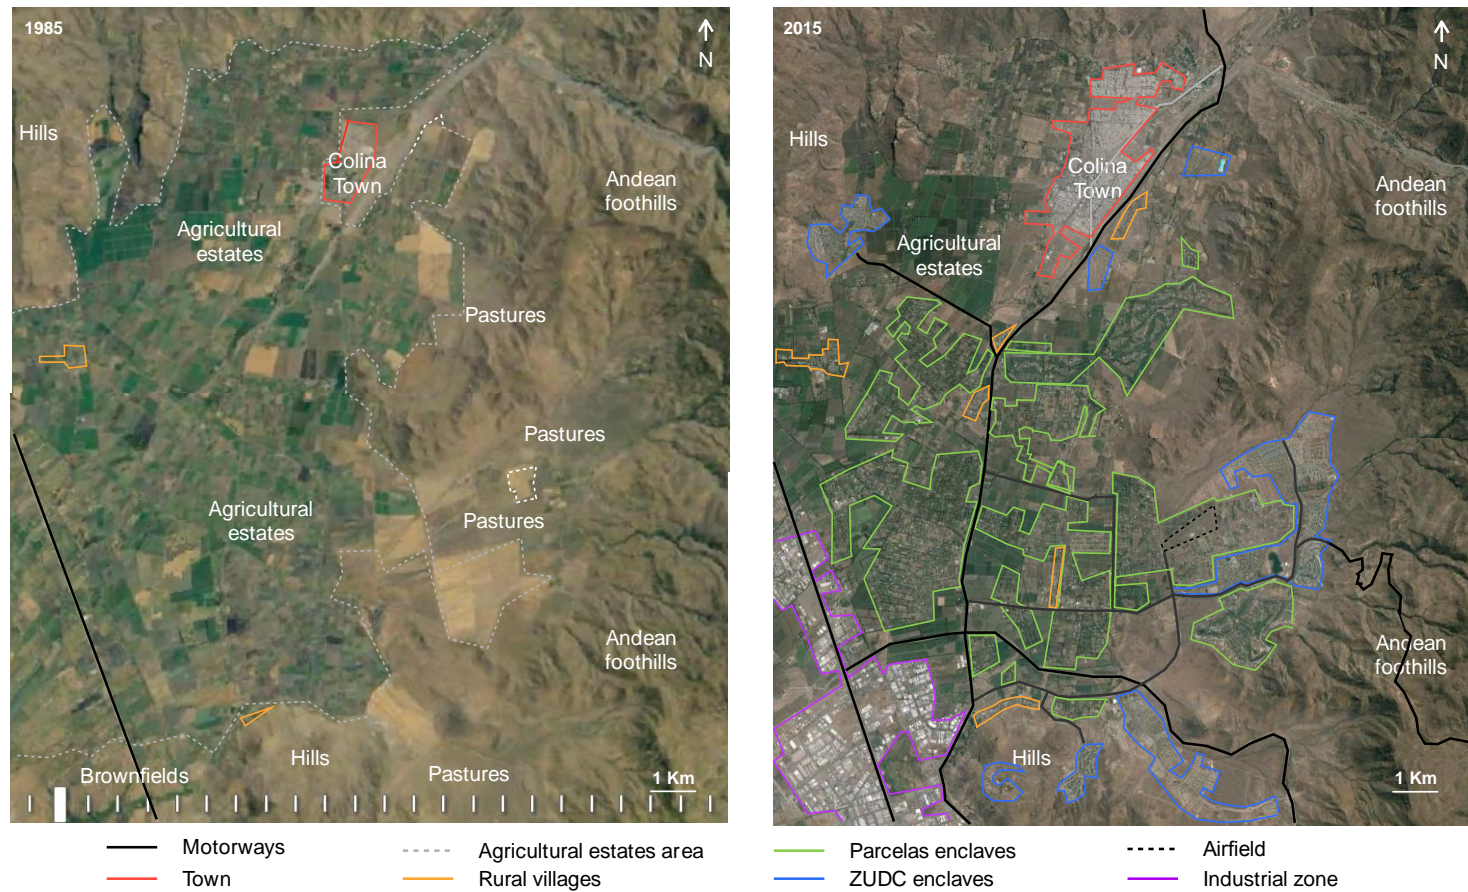 1985
N
Hills
Colina
Town
Andean
foothills
Agricultural
estates
Pastures
Pastures
Agricultural
estates
Pastures
Andean
foothills
Hills
Brownfields
Pastures
1 Km
2015
N
Hills
Colina
Town
Andean
foothills
Agricultural
estates
Andean
foothills
Hills
1 Km
Motorways
Agricultural estates area
Parcelas enclaves
Airfield
Town
Rural villages
ZUDC enclaves
Industrial zone